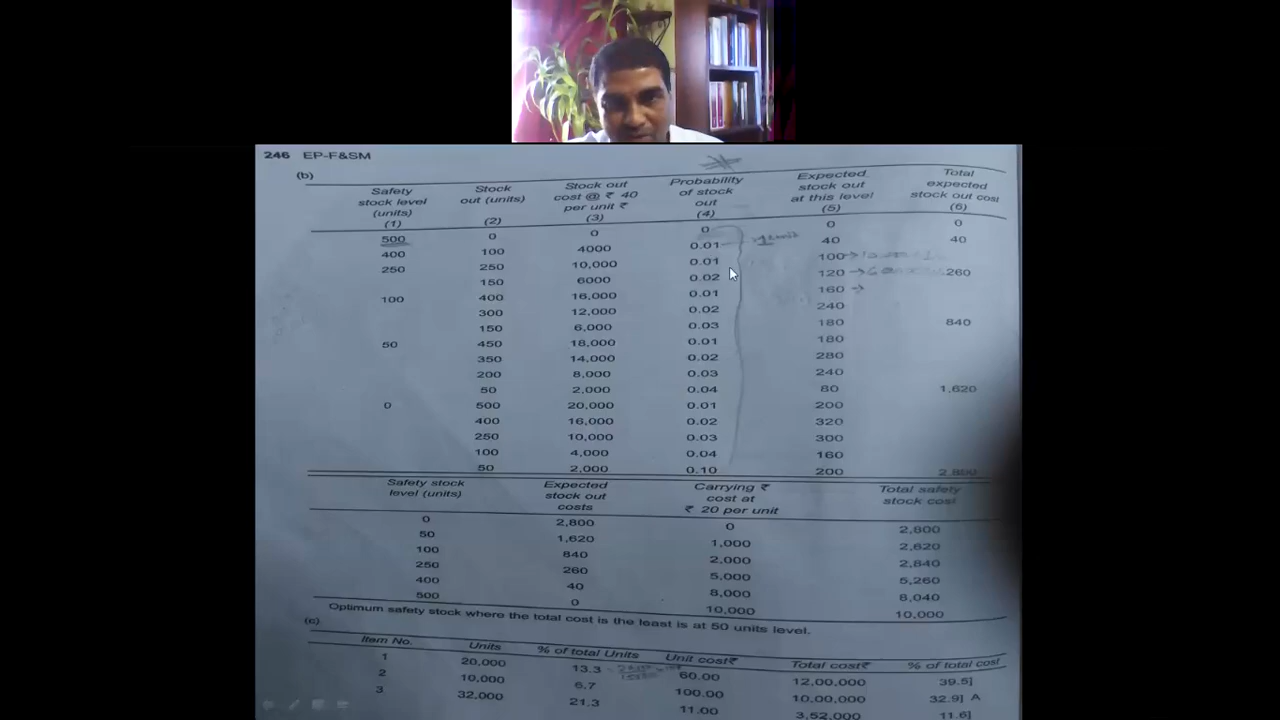 246 EP-F&SM
(b)
Safety stock level (units) (1) Stock out (units) (2) Stock out cost @ ₹ 40 per unit ₹ (3) Probability of stock out (4) Expected stock out at this level (5) Total expected stock out cost (6)
500 0 0 0 0 0
400 100 4000 0.01 40 40
250 250 10,000 0.01 100
150 6000 0.02 120 260
100 400 16,000 0.01 160
300 12,000 0.02 240
150 6,000 0.03 180 840
50 450 18,000 0.01 180
350 14,000 0.02 280
200 8,000 0.03 240
50 2,000 0.04 80 1,620
0 500 20,000 0.01 200
400 16,000 0.02 320
250 10,000 0.03 300
100 4,000 0.04 160
50 2,000 0.10 200 2,800
Safety stock level (units) Expected stock out costs Carrying ₹ cost at ₹ 20 per unit Total safety stock cost
0 2,800 0 2,800
50 1,620 1,000 2,620
100 840 2,000 2,840
250 260 5,000 5,260
400 40 8,000 8,040
500 0 10,000 10,000
Optimum safety stock where the total cost is the least is at 50 units level.
(c)
Item No. Units % of total Units Unit cost₹ Total cost₹ % of total cost
1 20,000 13.3 60.00 12,00,000 39.5]
2 10,000 6.7 100.00 10,00,000 32.9] A
3 32,000 21.3 11.00 3,52,000 11.6]